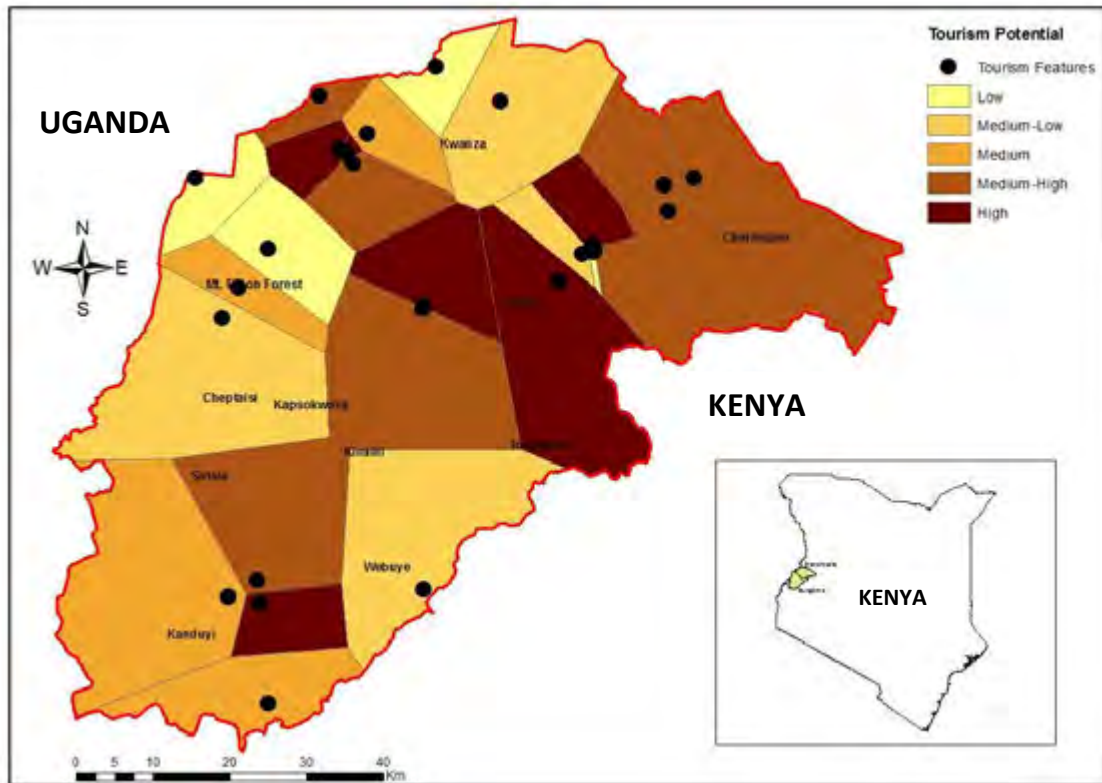 Tourism Potential
Tourism Features
Low
Medium-Low
Medium
Medium-High
High
UGANDA
Kwanza
N
W E
S
Mt. Elgon Forest
Cheptaisi
Kapsokwony
Kimilili
Sirisia
Webuye
Kanduyi
KENYA
KENYA
0 5 10 20 30 40
Km